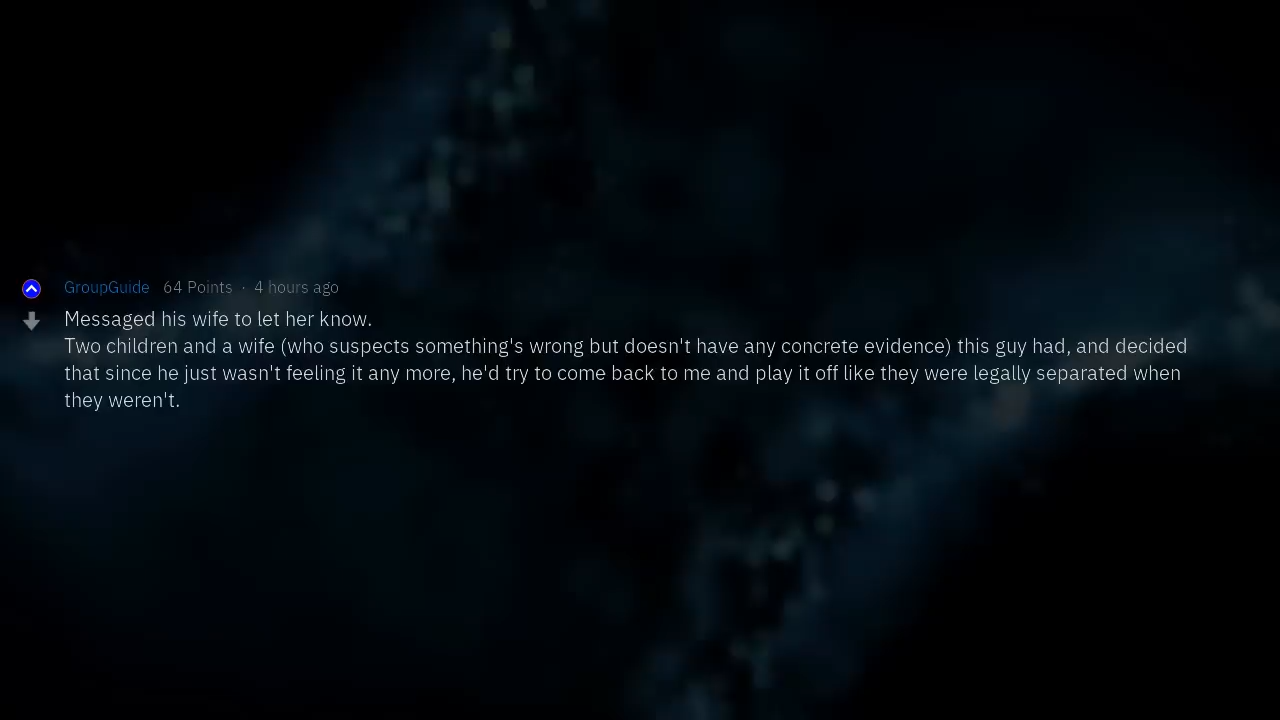 GroupGuide 64 Points · 4 hours ago
Messaged his wife to let her know.
Two children and a wife (who suspects something's wrong but doesn't have any concrete evidence) this guy had, and decided
that since he just wasn't feeling it any more, he'd try to come back to me and play it off like they were legally separated when
they weren't.